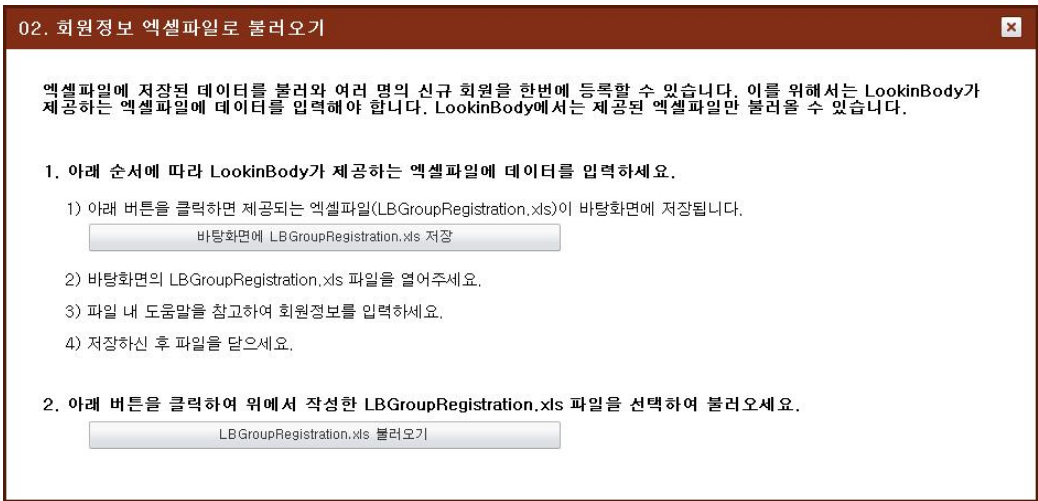 02. 회원정보 엑셀파일로 불러오기
엑셀파일에 저장된 데이터를 불러와 여러 명의 신규 회원을 한번에 등록할 수 있습니다. 이를 위해서는 LookinBody가
제공하는 엑셀파일에 데이터를 입력해야 합니다. LookinBody에서는 제공된 엑셀파일만 불러올 수 있습니다.
1. 아래 순서에 따라 LookinBody가 제공하는 엑셀파일에 데이터를 입력하세요.
1) 아래 버튼을 클릭하면 제공되는 엑셀파일(LBGroupRegistration.xls)이 바탕화면에 저장됩니다.
바탕화면에 LBGroupRegistration.xls 저장
2) 바탕화면의 LBGroupRegistration.xls 파일을 열어주세요.
3) 파일 내 도움말을 참고하여 회원정보를 입력하세요.
4) 저장하신 후 파일을 닫으세요.
2. 아래 버튼을 클릭하여 위에서 작성한 LBGroupRegistration.xls 파일을 선택하여 불러오세요.
LBGroupRegistration.xls 불러오기